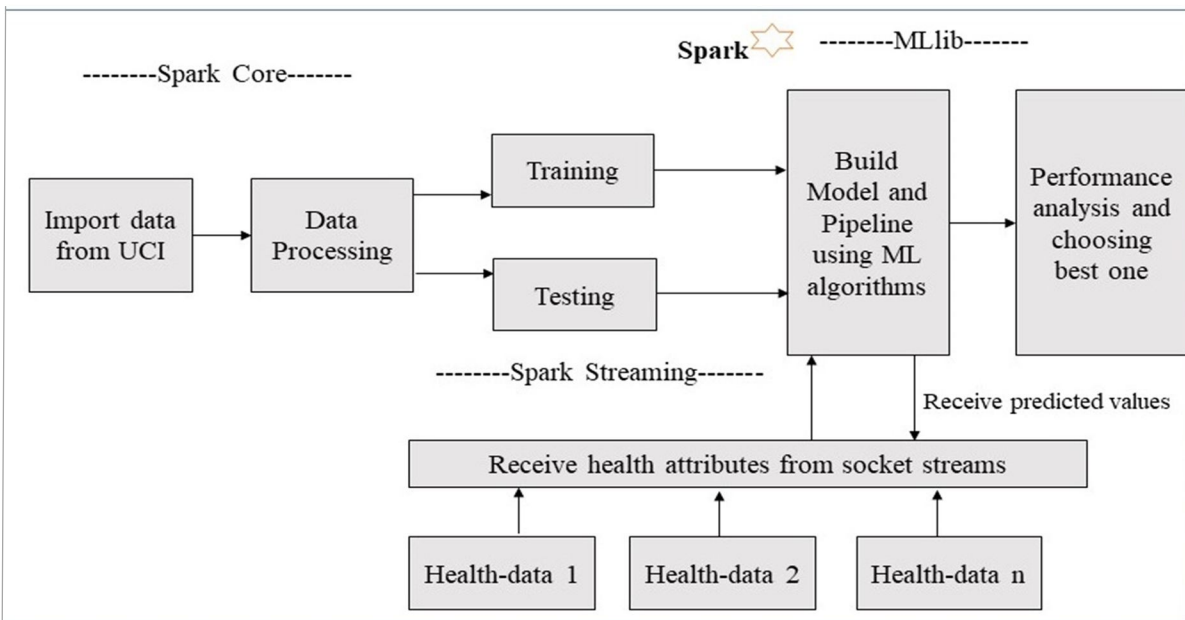 Spark
-------MLlib-------
--------Spark Core-------
Import data
from UCI
Data
Processing
Training
Testing
Build
Model and
Pipeline
using ML
algorithms
Performance
analysis and
choosing
best one
--------Spark Streaming-------
Receive predicted values
Receive health attributes from socket streams
Health-data 1
Health-data 2
Health-data n